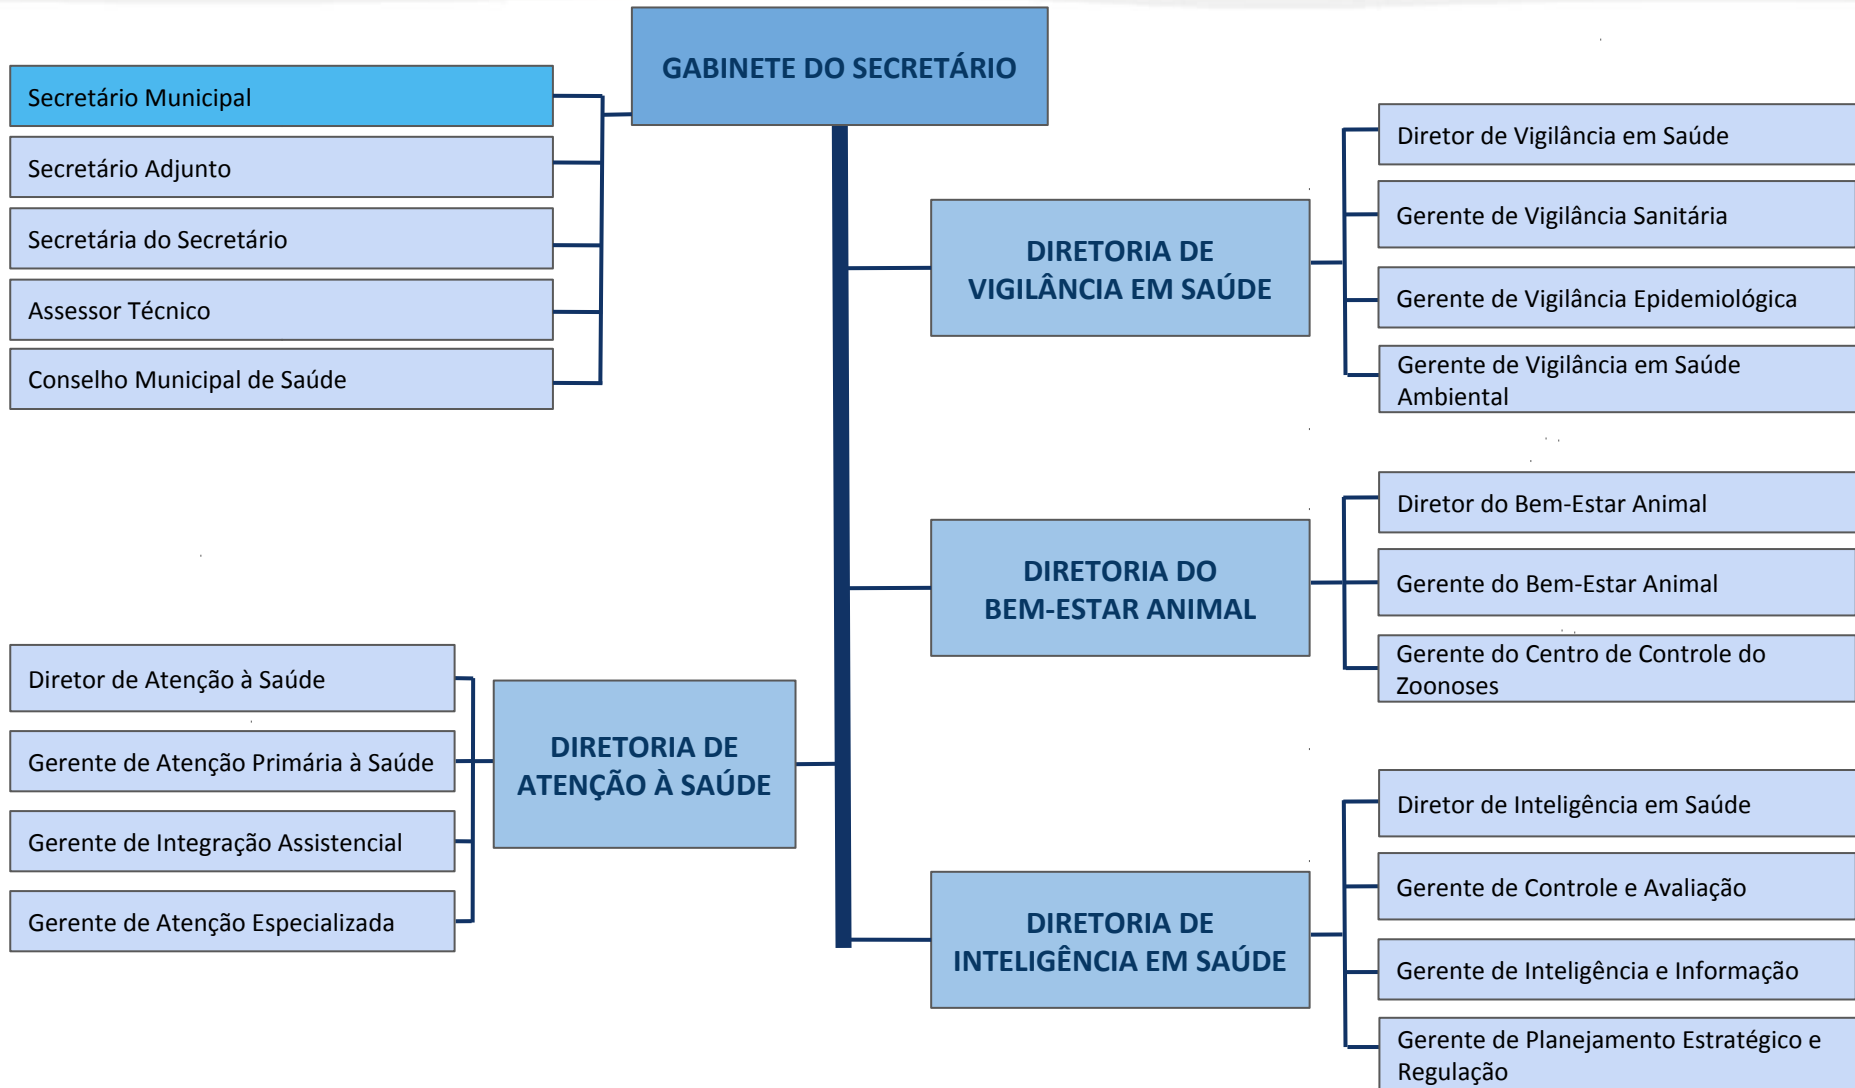 GABINETE DO SECRETÁRIO
Secretário Municipal
Secretário Adjunto
Secretária do Secretário
Assessor Técnico
Conselho Municipal de Saúde
DIRETORIA DE
VIGILÂNCIA EM SAÚDE
Diretor de Vigilância em Saúde
Gerente de Vigilância Sanitária
Gerente de Vigilância Epidemiológica
Gerente de Vigilância em Saúde
Ambiental
DIRETORIA DO
BEM-ESTAR ANIMAL
Diretor do Bem-Estar Animal
Gerente do Bem-Estar Animal
Gerente do Centro de Controle do
Zoonoses
DIRETORIA DE
ATENÇÃO À SAÚDE
Diretor de Atenção à Saúde
Gerente de Atenção Primária à Saúde
Gerente de Integração Assistencial
Gerente de Atenção Especializada
DIRETORIA DE
INTELIGÊNCIA EM SAÚDE
Diretor de Inteligência em Saúde
Gerente de Controle e Avaliação
Gerente de Inteligência e Informação
Gerente de Planejamento Estratégico e
Regulação